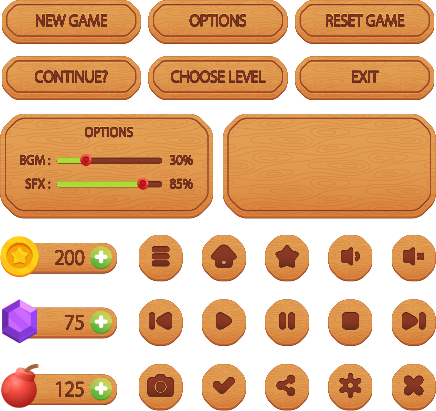 NEW GAME
OPTIONS
RESET GAME
CONTINUE?
CHOOSE LEVEL
EXIT
OPTIONS
BGM : 30%
SFX : 85%
200
75
125